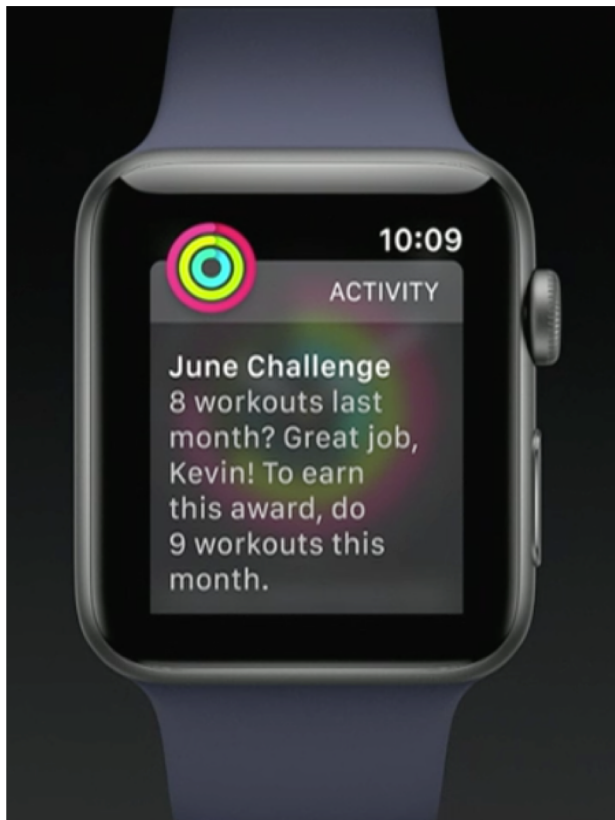 10:09
ACTIVITY
June Challenge
8 workouts last
month? Great job,
Kevin! To earn
this award, do
9 workouts this
month.